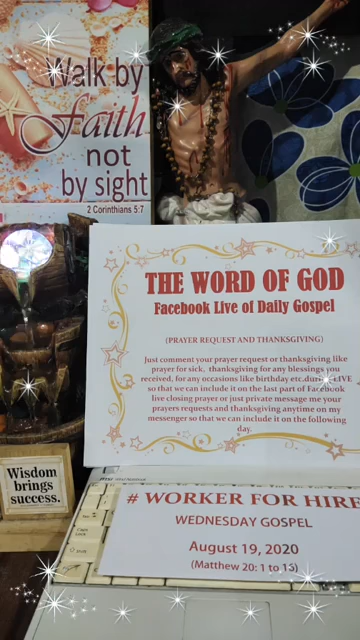 Walk by
Faith
not
by sight
2 Corinthians 5:7
THE WORD OF GOD
Facebook Live of Daily Gospel
(PRAYER REQUEST AND THANKSGIVING)
Just comment your prayer request or thanksgiving like
prayer for sick, thanksgiving for any blessings you
received, for any occasions like birthday etc.during LIVE
so that we can include it on the last part of Facebook
live closing prayer or just private message me your
prayers requests and thanksgiving anytime on my
messenger so that we can include it on the following
day.
Wisdom
brings
success.
# WORKER FOR HIRE
WEDNESDAY GOSPEL
August 19, 2020
(Matthew 20: 1 to 16)